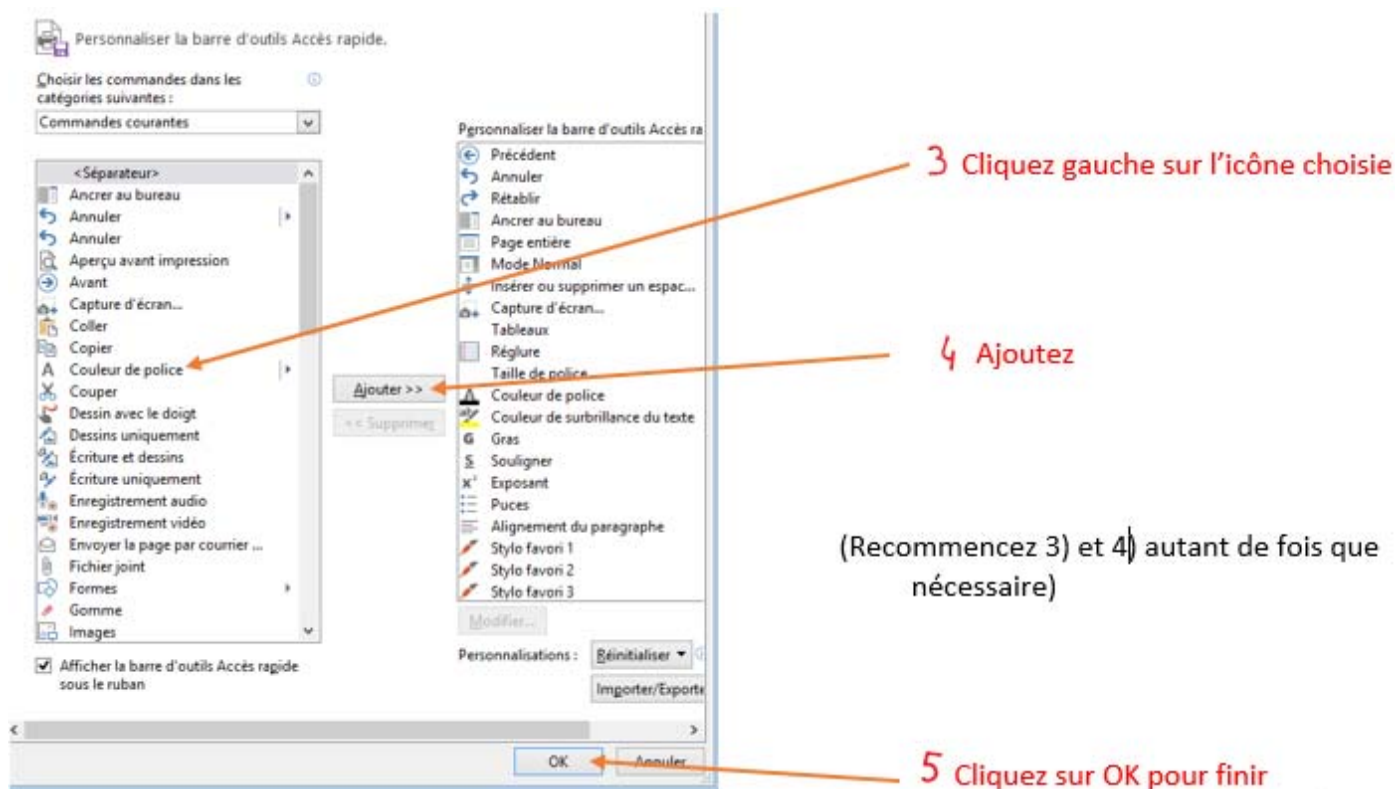 Personnaliser la barre d'outils Accès rapide.
Choisir les commandes dans les
catégories suivantes :
Commandes courantes
<Séparateur>
Ancrer au bureau
Annuler
Annuler
Aperçu avant impression
Avant
Capture d'écran...
Coller
Copier
Couleur de police
Couper
Dessin avec le doigt
Dessins uniquement
Écriture et dessins
Écriture uniquement
Enregistrement audio
Enregistrement vidéo
Envoyer la page par courrier ...
Fichier joint
Formes
Gomme
Images
Afficher la barre d'outils Accès rapide
sous le ruban
Ajouter >>
<< Supprimer
Personnaliser la barre d'outils Accès ra
Précédent
Annuler
Rétablir
Ancrer au bureau
Page entière
Mode Normal
Insérer ou supprimer un espac...
Capture d'écran...
Tableaux
Réglure
Taille de police
Couleur de police
Couleur de surbrillance du texte
Gras
Souligner
Exposant
Puces
Alignement du paragraphe
Stylo favori 1
Stylo favori 2
Stylo favori 3
Modifier...
Personnalisations : Réinitialiser
Importer/Exporte
OK Annuler
3 Cliquez gauche sur l'icône choisie
4 Ajoutez
(Recommencez 3) et 4) autant de fois que
nécessaire)
5 Cliquez sur OK pour finir